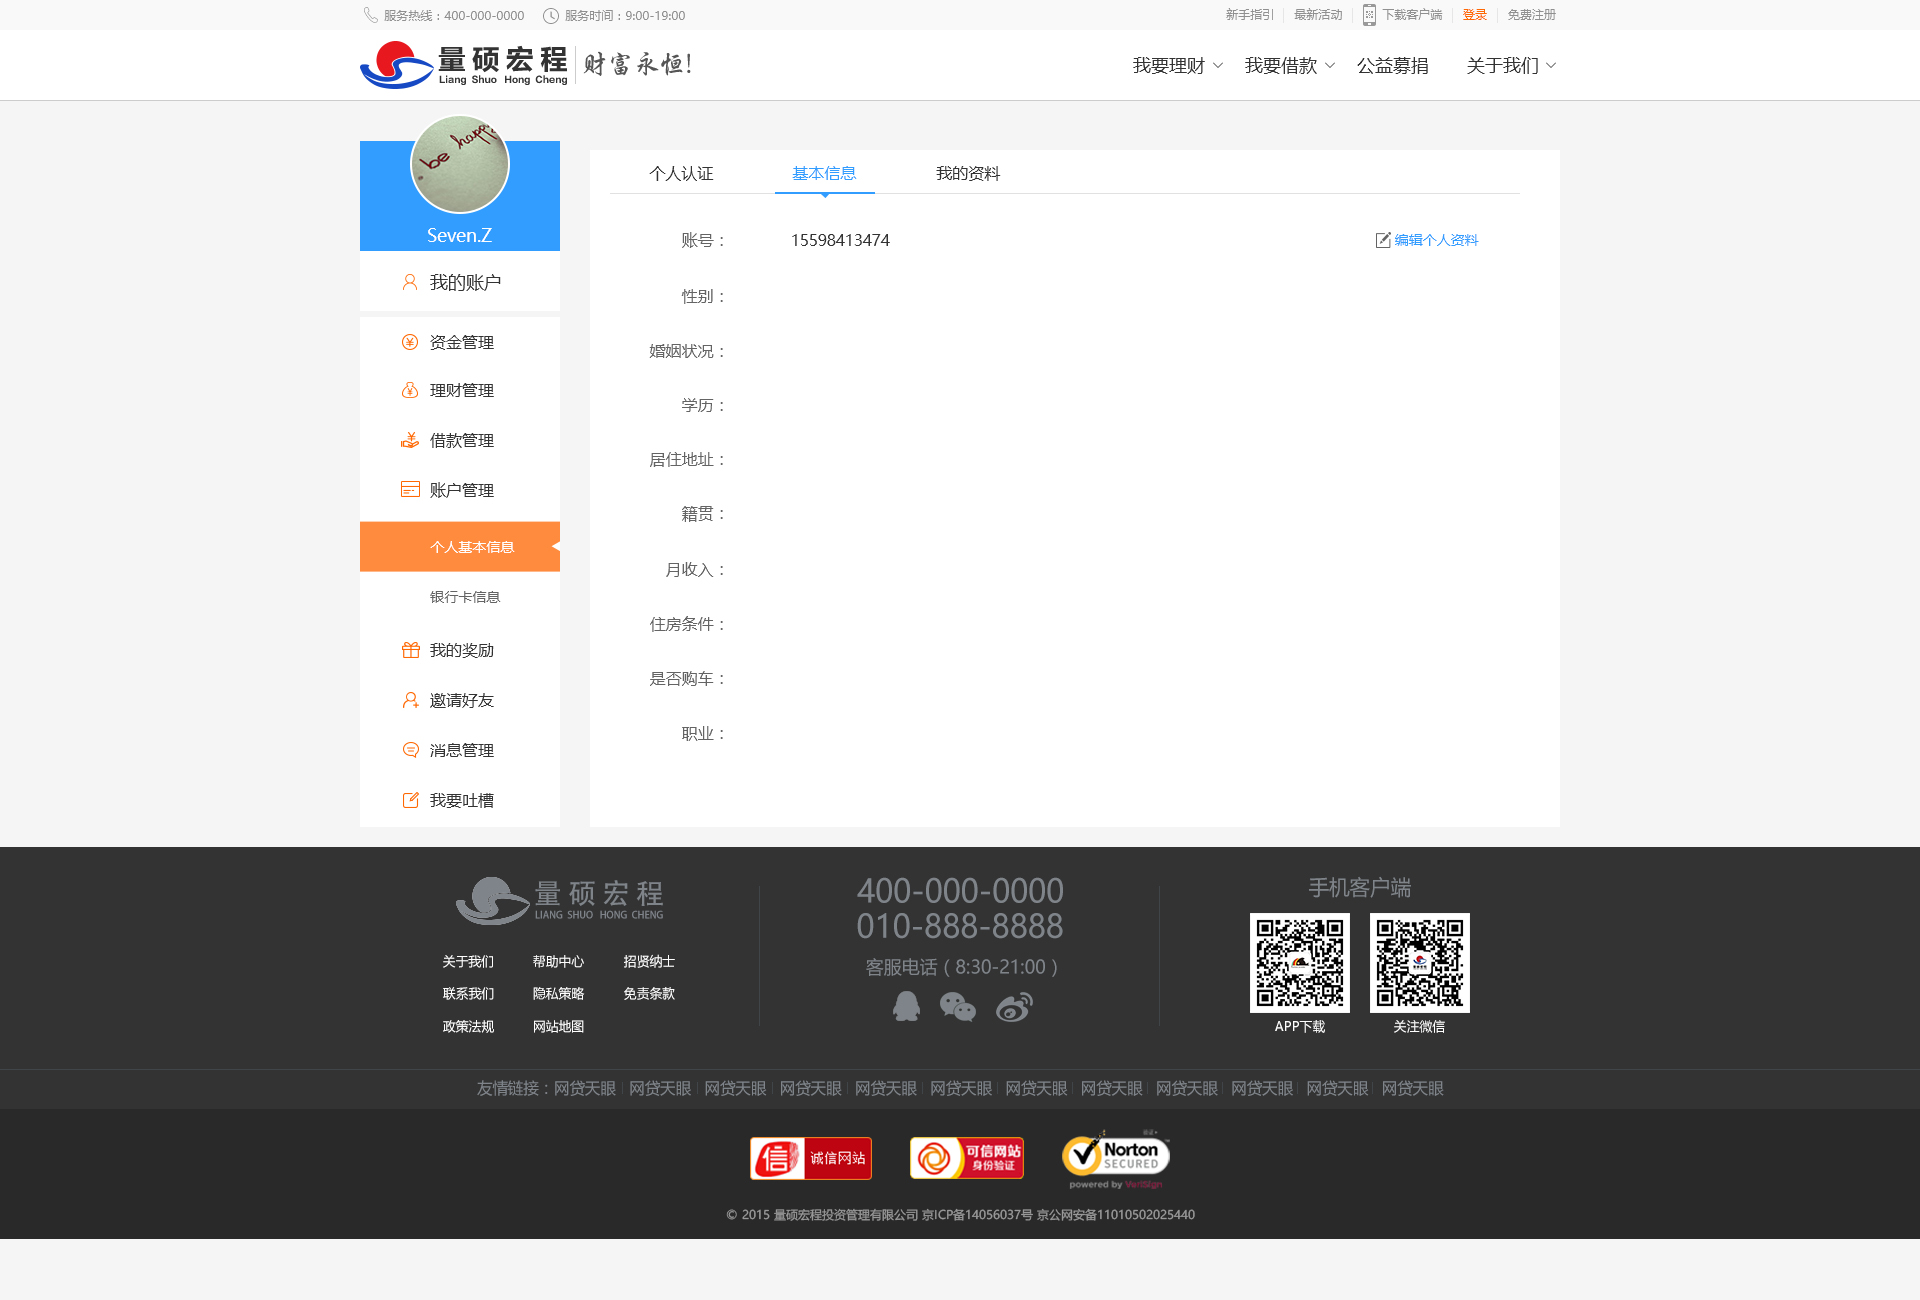 服务热线：400-000-0000 服务时间：9:00-19:00 新手指引 最新活动 下载客户端 登录 免费注册
量硕宏程 财富永恒!
Liang Shuo Hong Cheng
我要理财 我要借款 公益募捐 关于我们
be happy
Seven.Z
我的账户
资金管理
理财管理
借款管理
账户管理
个人基本信息
银行卡信息
我的奖励
邀请好友
消息管理
我要吐槽
个人认证 基本信息 我的资料
账号： 15598413474 编辑个人资料
性别：
婚姻状况：
学历：
居住地址：
籍贯：
月收入：
住房条件：
是否购车：
职业：
量硕宏程
LIANG SHUO HONG CHENG
关于我们 帮助中心 招贤纳士
联系我们 隐私策略 免责条款
政策法规 网站地图
400-000-0000
010-888-8888
客服电话（8:30-21:00）
手机客户端
APP下载 关注微信
友情链接：网贷天眼 网贷天眼 网贷天眼 网贷天眼 网贷天眼 网贷天眼 网贷天眼 网贷天眼 网贷天眼 网贷天眼 网贷天眼 网贷天眼
信 诚信网站
可信网站
身份验证
Norton
SECURED
powered by VeriSign
© 2015 量硕宏程投资管理有限公司 京ICP备14056037号 京公网安备11010502025440